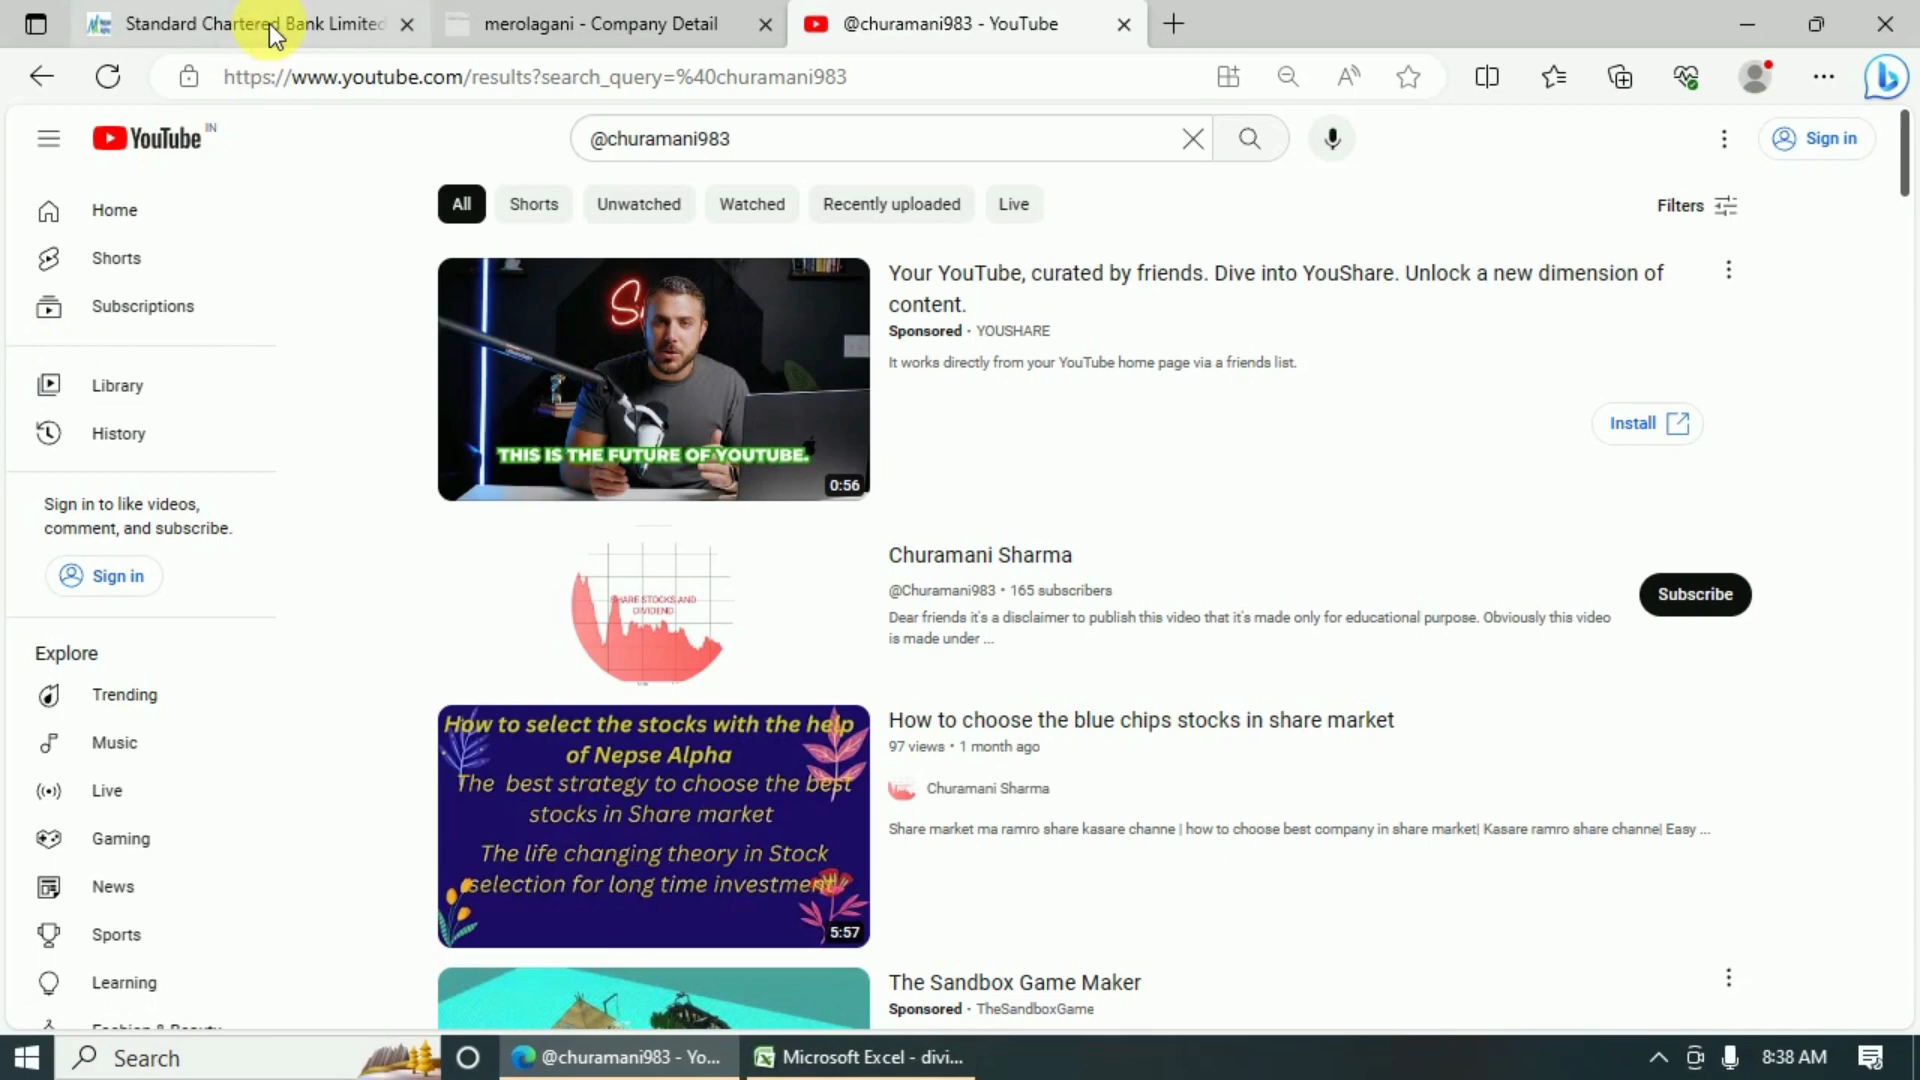 Standard Chartered Bank Limited
merolagani - Company Detail
@churamani983 - YouTube
https://www.youtube.com/results?search_query=%40churamani983
YouTube IN
@churamani983
Sign in
All
Shorts
Unwatched
Watched
Recently uploaded
Live
Filters
Home
Shorts
Subscriptions
Library
History
Sign in to like videos,
comment, and subscribe.
Sign in
Explore
Trending
Music
Live
Gaming
News
Sports
Learning
Fashion & Beauty
THIS IS THE FUTURE OF YOUTUBE.
0:56
Your YouTube, curated by friends. Dive into YouShare. Unlock a new dimension of
content.
Sponsored · YOUSHARE
It works directly from your YouTube home page via a friends list.
Install
SHARE STOCKS AND
DIVIDEND
Churamani Sharma
@Churamani983 • 165 subscribers
Dear friends it's a disclaimer to publish this video that it's made only for educational purpose. Obviously this video
is made under ...
Subscribe
How to select the stocks with the help
of Nepse Alpha
The best strategy to choose the best
stocks in Share market
The life changing theory in Stock
selection for long time investment
5:57
How to choose the blue chips stocks in share market
97 views • 1 month ago
Churamani Sharma
Share market ma ramro share kasare channe | how to choose best company in share market| Kasare ramro share channe| Easy ...
The Sandbox Game Maker
Sponsored · TheSandboxGame
Search
@churamani983 - Yo...
Microsoft Excel - divi...
8:38 AM